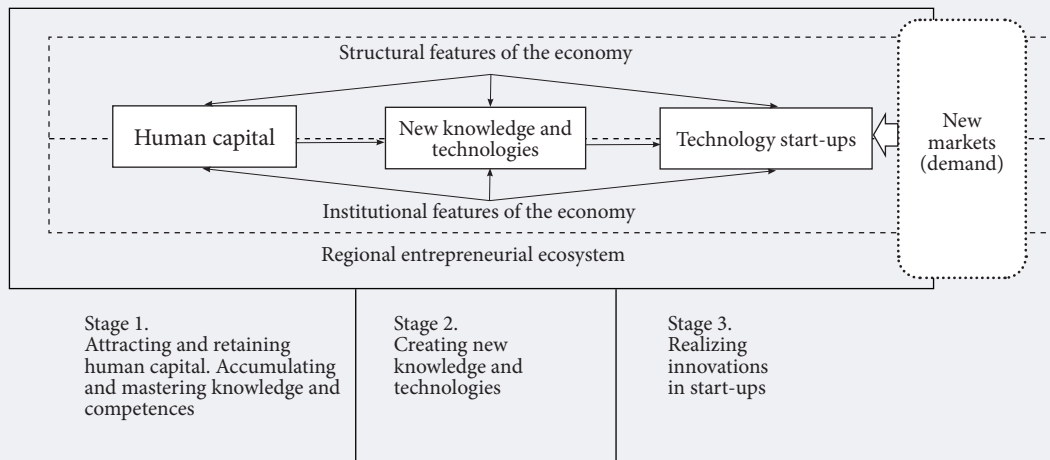 Structural features of the economy
Human capital
New knowledge and
technologies
Technology start-ups
New
markets
(demand)
Institutional features of the economy
Regional entrepreneurial ecosystem
Stage 1.
Attracting and retaining
human capital. Accumulating
and mastering knowledge and
competences
Stage 2.
Creating new
knowledge and
technologies
Stage 3.
Realizing
innovations
in start-ups